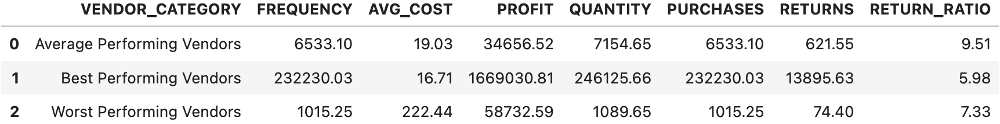 VENDOR_CATEGORY FREQUENCY AVG_COST PROFIT QUANTITY PURCHASES RETURNS RETURN_RATIO
0 Average Performing Vendors 6533.10 19.03 34656.52 7154.65 6533.10 621.55 9.51
1 Best Performing Vendors 232230.03 16.71 1669030.81 246125.66 232230.03 13895.63 5.98
2 Worst Performing Vendors 1015.25 222.44 58732.59 1089.65 1015.25 74.40 7.33